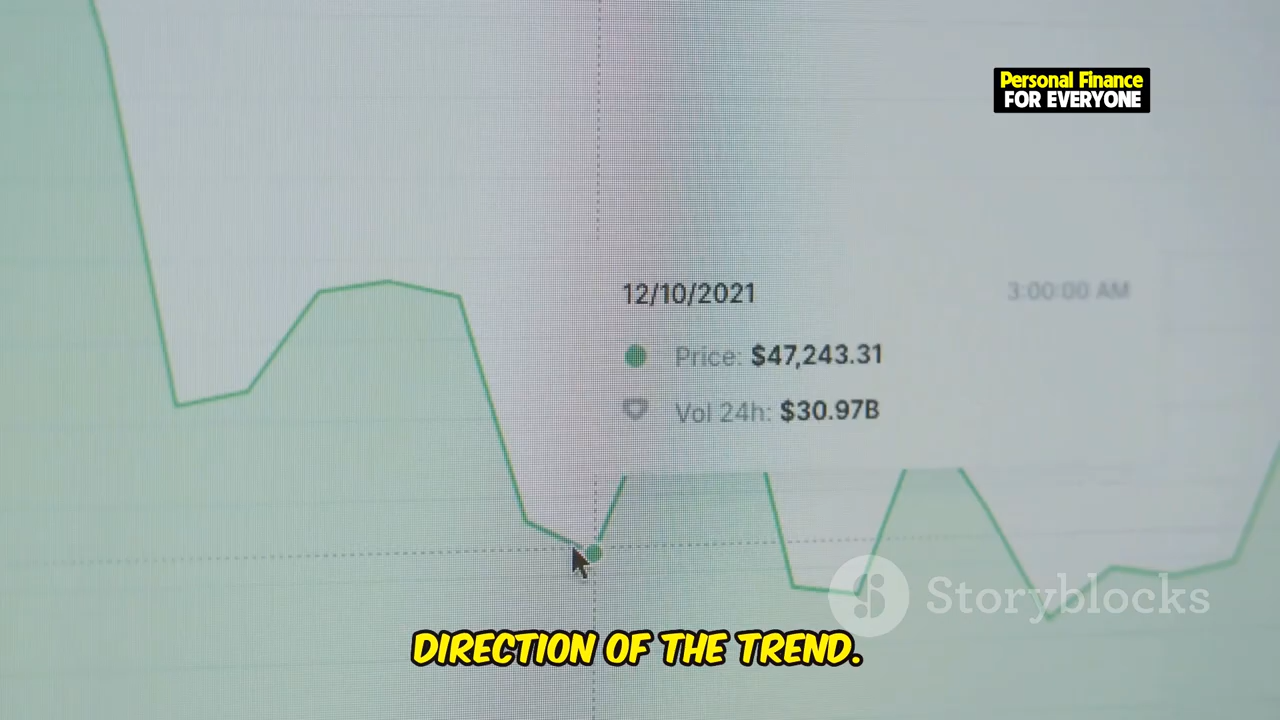 Personal Finance
FOR EVERYONE
12/10/2021 3:00:00 AM
Price: $47,243.31
Vol 24h: $30.97B
Storyblocks
DIRECTION OF THE TREND.